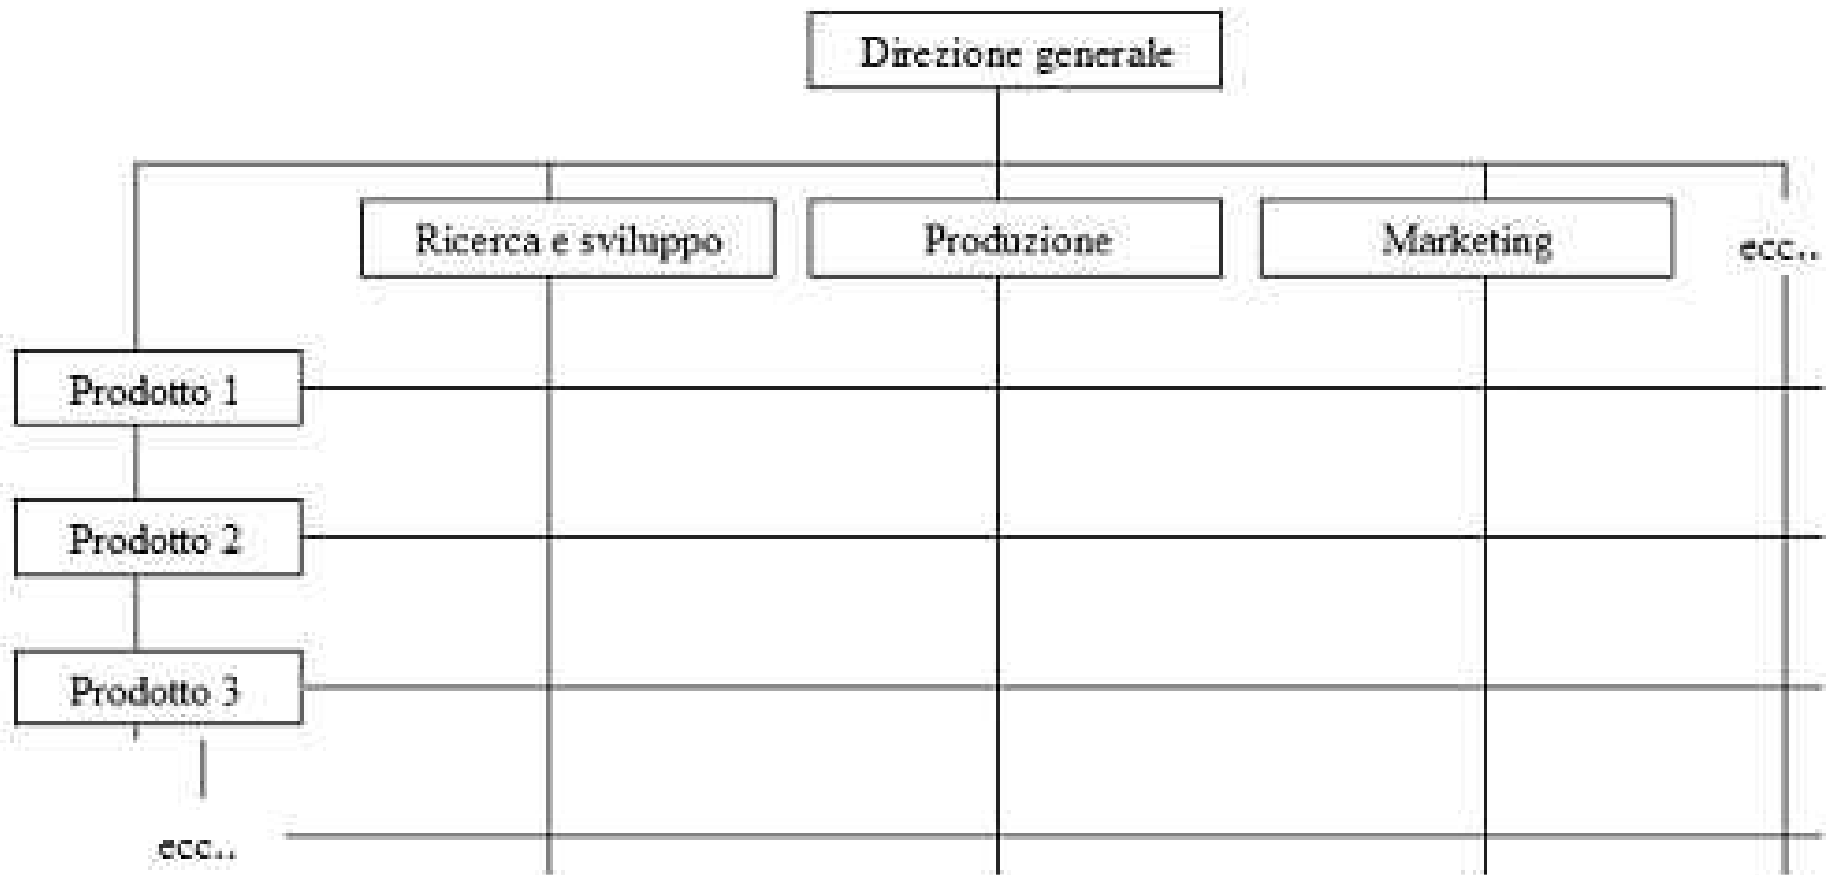 Direzione generale
Ricerca e sviluppo
Produzione
Marketing
ecc..
Prodotto 1
Prodotto 2
Prodotto 3
ecc..